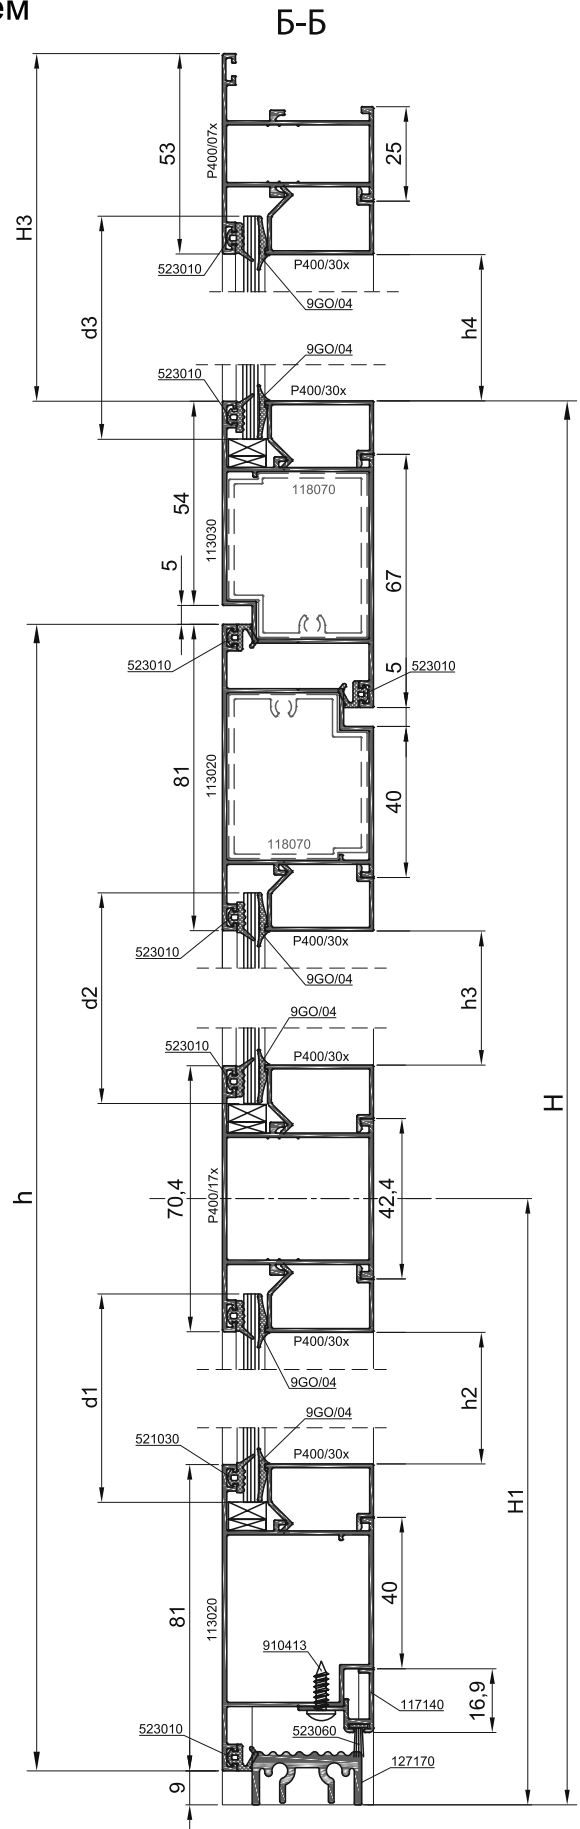 ем
Б-Б
P400/07x
53
25
H3
523010
P400/30x
9GO/04
d3
h4
9GO/04
523010
P400/30x
54
118070
113030
5
67
523010
5
523010
81
113020
40
118070
P400/30x
523010
9GO/04
d2
h3
9GO/04
523010
P400/30x
H
h
70,4
P400/17x
42,4
P400/30x
9GO/04
d1
h2
9GO/04
521030
P400/30x
H1
81
113020
40
910413
16,9
117140
523010
523060
127170
9